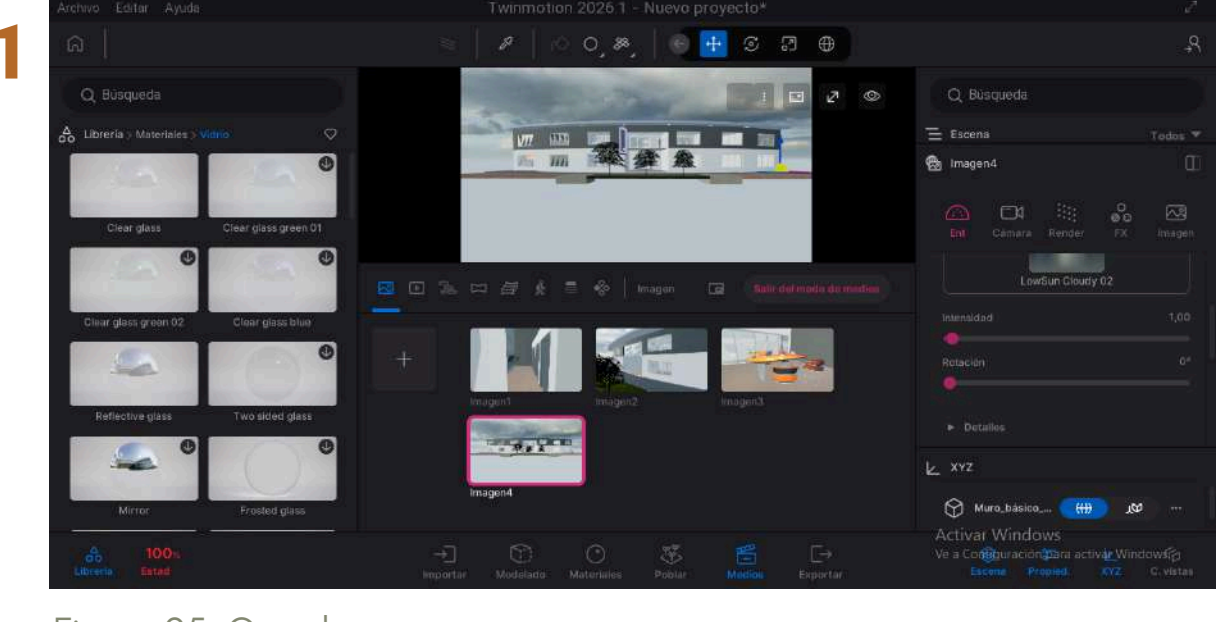 1
Archivo Editar Ayuda
Twinmotion 2026.1 - Nuevo proyecto*
Búsqueda
Búsqueda
Librería > Materiales > Vidrio
Escena
Todos
Imagen4
Clear glass
Clear glass green 01
Ent
Cámara
Render
FX
Imagen
LowSun Cloudy 02
Clear glass green 02
Clear glass blue
Imagen
Salir del modo de medios
Intensidad
1,00
Rotación
0°
Reflective glass
Two sided glass
Imagen1
Imagen2
Imagen3
Detalles
XYZ
Mirror
Frosted glass
Imagen4
Muro_básico_...
Activar Windows
Ve a Configuración para activar Windows.
Librería
100%
Estad
Importar
Modelado
Materiales
Poblar
Medios
Exportar
Escena
Propied.
XYZ
C. vistas